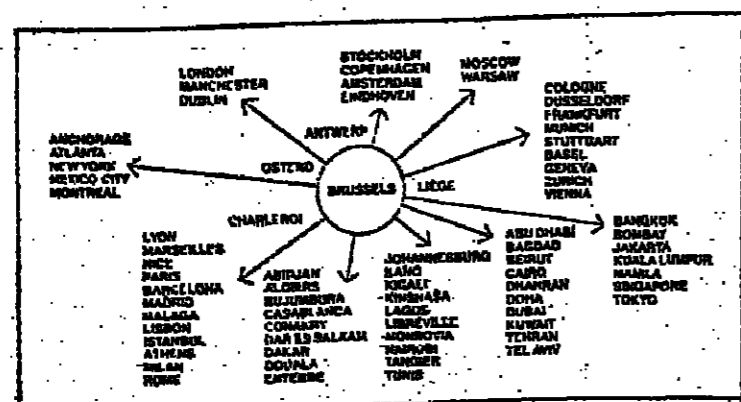 LONDON
MANCHESTER
DUBLIN
STOCKHOLM
COPENHAGEN
AMSTERDAM
EINDHOVEN
MOSCOW
WARSAW
COLOGNE
DUSSELDORF
FRANKFURT
MUNICH
STUTTGART
BASEL
GENEVA
ZURICH
VIENNA
ANCHORAGE
ATLANTA
NEW YORK
MEXICO CITY
MONTREAL
ANTWERP
OSTEND
BRUSSELS
LIÈGE
CHARLEROI
LYON
MARSEILLES
NICE
PARIS
BARCELONA
MADRID
MALAGA
LISBON
ISTANBUL
ATHENS
MILAN
ROME
ABIDJAN
ALGIERS
BUJUMBURA
CASABLANCA
CONAKRY
DAR ES SALAAM
DAKAR
DOUALA
ENTEBBE
JOHANNESBURG
KANO
KIGALI
KINSHASA
LAGOS
LIBREVILLE
MONROVIA
NAIROBI
TANGIER
TUNIS
ABU DHABI
BAGDAD
BEIRUT
CAIRO
DHAHRAN
DOHA
DUBAI
KUWAIT
TEHRAN
TEL AVIV
BANGKOK
BOMBAY
JAKARTA
KUALA LUMPUR
MANILA
SINGAPORE
TOKYO